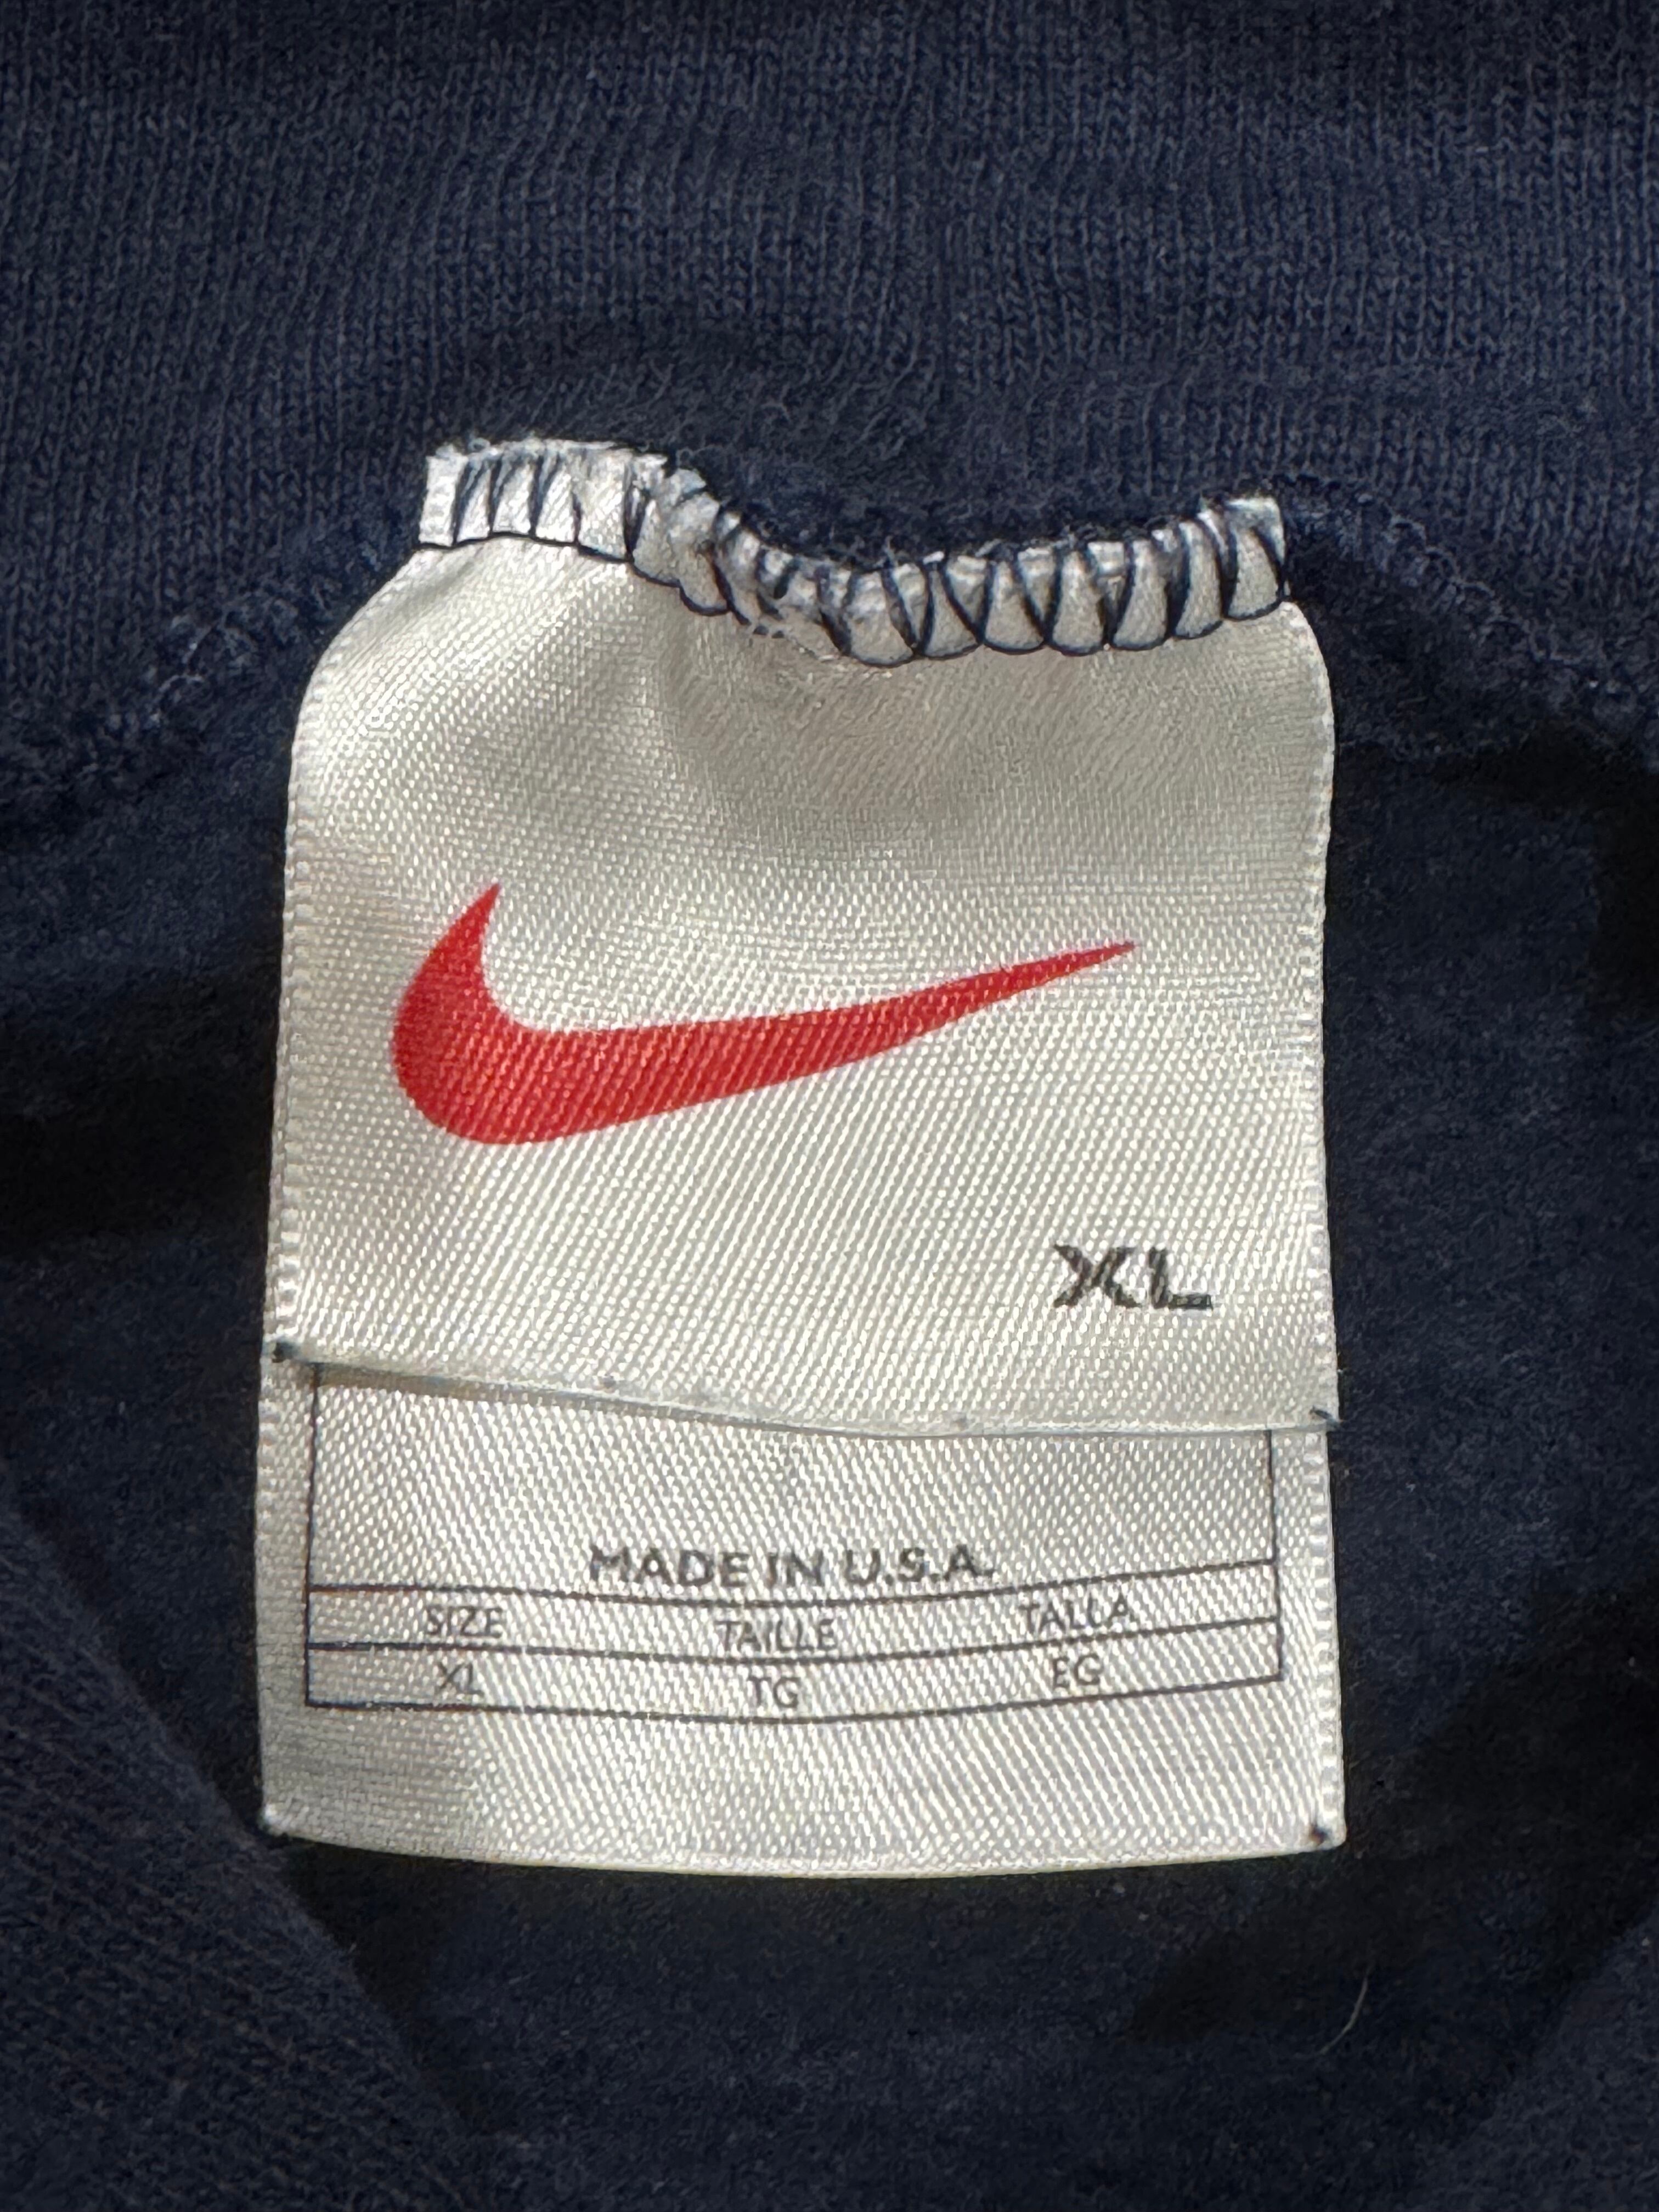 XL
MADE IN U.S.A.
SIZE TAILLE TALLA
XL TG EG